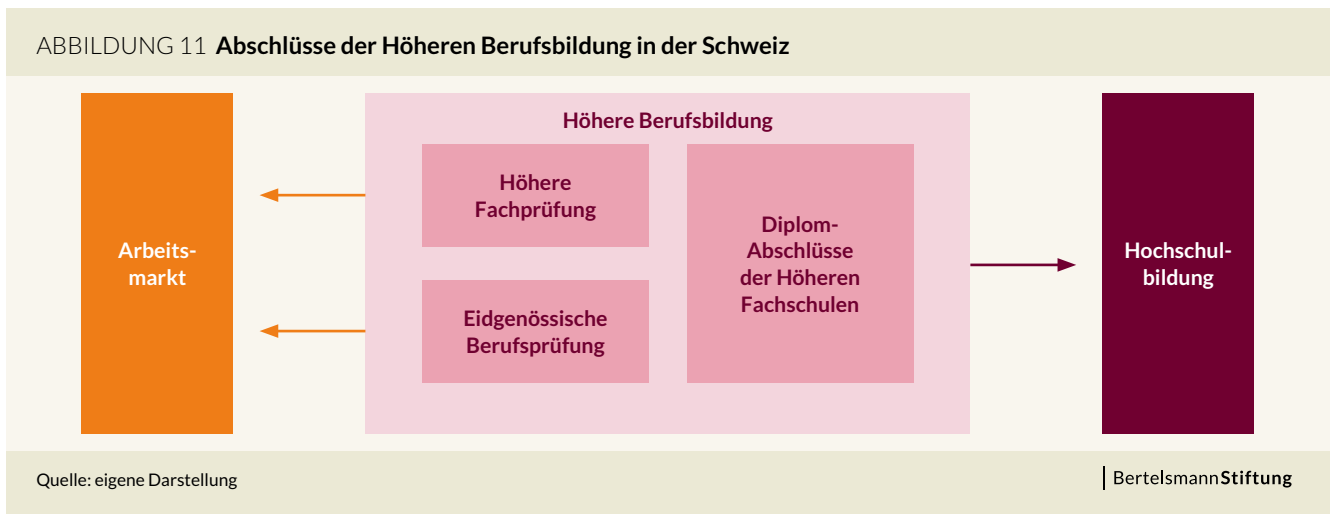 ABBILDUNG 11 Abschlüsse der Höheren Berufsbildung in der Schweiz
Arbeits-
markt
Höhere Berufsbildung
Höhere
Fachprüfung
Eidgenössische
Berufsprüfung
Diplom-
Abschlüsse
der Höheren
Fachschulen
Hochschul-
bildung
Quelle: eigene Darstellung
BertelsmannStiftung